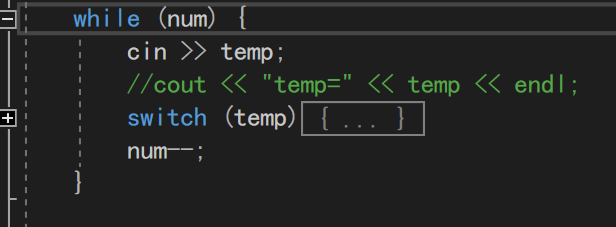 while (num) {
cin >> temp;
//cout << "temp=" << temp << endl;
switch (temp) { ... }
num--;
}